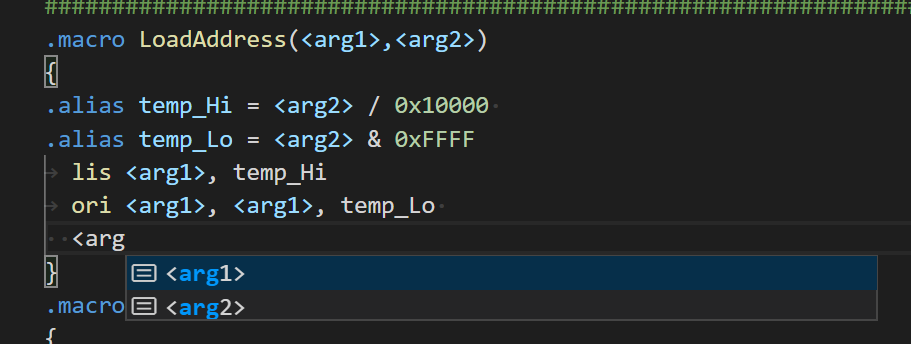 ################################################################
.macro LoadAddress(<arg1>,<arg2>)
{
.alias temp_Hi = <arg2> / 0x10000
.alias temp_Lo = <arg2> & 0xFFFF
lis <arg1>, temp_Hi
ori <arg1>, <arg1>, temp_Lo
<arg
}
<arg1>
<arg2>
.macro
{